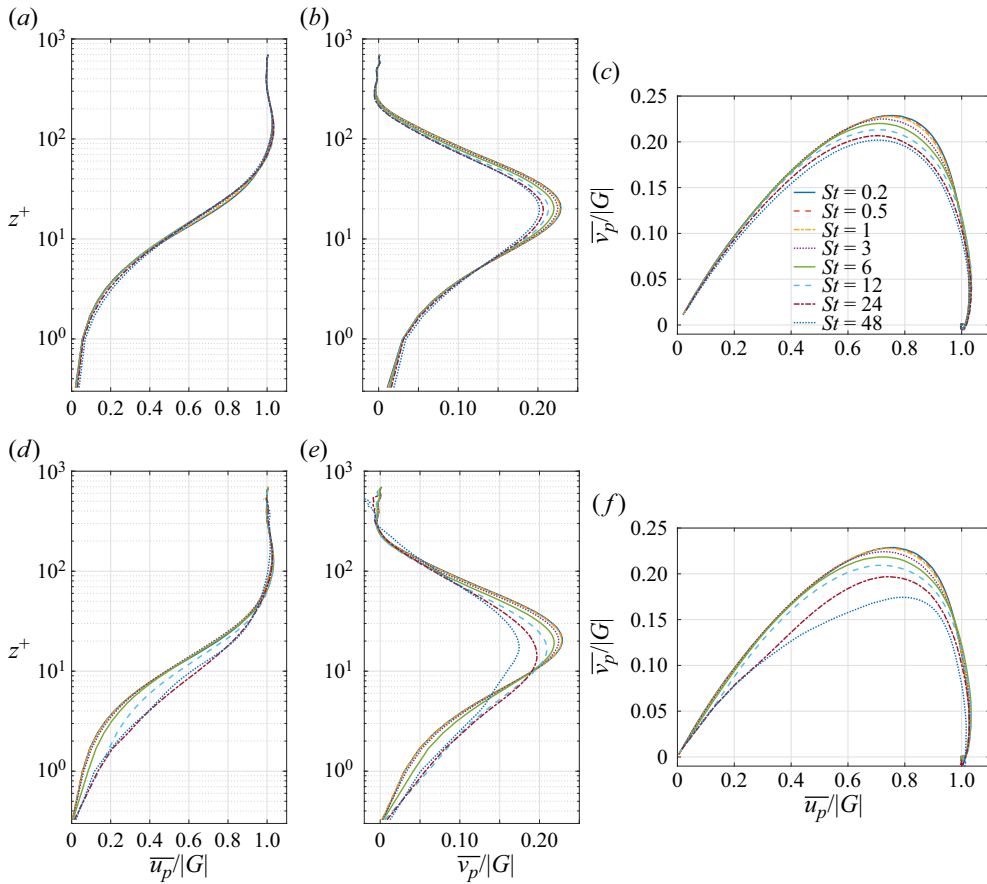 (a)
(b)
(c)
10³
10²
10¹
10⁰
z⁺
0 0.2 0.4 0.6 0.8 1.0
10³
10²
10¹
10⁰
0 0.10 0.20
0.25
0.20
0.15
0.10
0.05
0
v̅p̅/|G|
0 0.2 0.4 0.6 0.8 1.0
St = 0.2
St = 0.5
St = 1
St = 3
St = 6
St = 12
St = 24
St = 48
(d)
(e)
(f)
10³
10²
10¹
10⁰
z⁺
0 0.2 0.4 0.6 0.8 1.0
u̅p̅/|G|
10³
10²
10¹
10⁰
0 0.10 0.20
v̅p̅/|G|
0.25
0.20
0.15
0.10
0.05
0
v̅p̅/|G|
0 0.2 0.4 0.6 0.8 1.0
u̅p̅/|G|